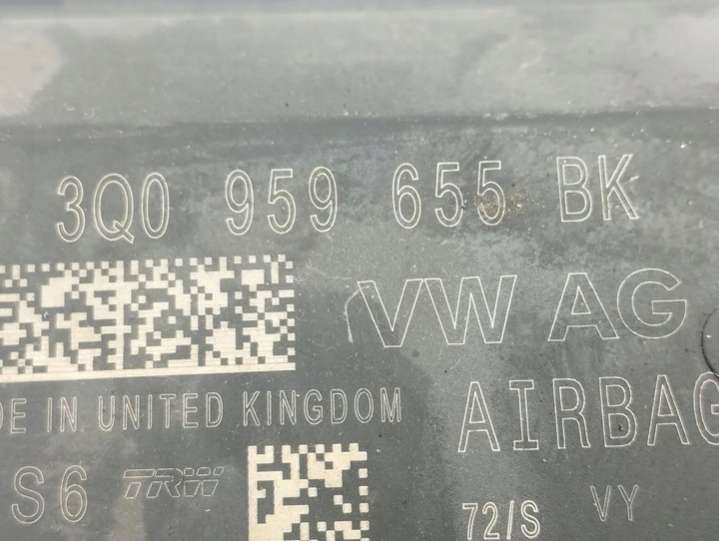 3Q0 959 655 BK
VW AG
DE IN UNITED KINGDOM
AIRBAG
S6 TRW
72/S VY